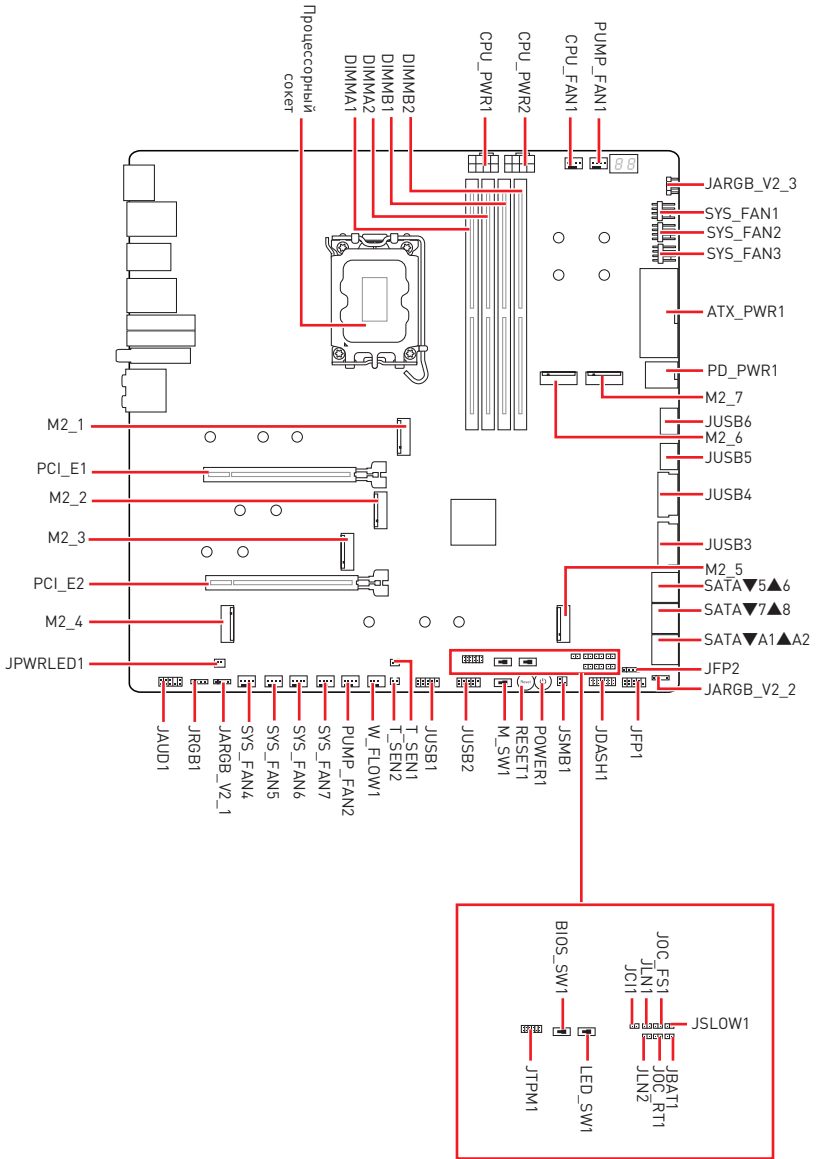 Процессорный
сокет
DIMMA1
DIMMA2
DIMMB1
DIMMB2
CPU_PWR1
CPU_PWR2
CPU_FAN1
PUMP_FAN1
88
JARGB_V2_3
SYS_FAN1
SYS_FAN2
SYS_FAN3
ATX_PWR1
PD_PWR1
M2_7
JUSB6
M2_6
JUSB5
JUSB4
JUSB3
M2_5
SATA▼5▲6
SATA▼7▲8
SATA▼A1▲A2
JFP2
JARGB_V2_2
M2_1
PCI_E1
M2_2
M2_3
PCI_E2
M2_4
JPWRLED1
Reset
JAUD1
JRGB1
JARGB_V2_1
SYS_FAN4
SYS_FAN5
SYS_FAN6
SYS_FAN7
PUMP_FAN2
W_FLOW1
T_SEN2
T_SEN1
JUSB1
JUSB2
M_SW1
RESET1
POWER1
JSMB1
JDASH1
JFP1
BIOS_SW1
JCI1
JLN1
JOC_FS1
JSLOW1
JTPM1
LED_SW1
JLN2
JOC_RT1
JBAT1